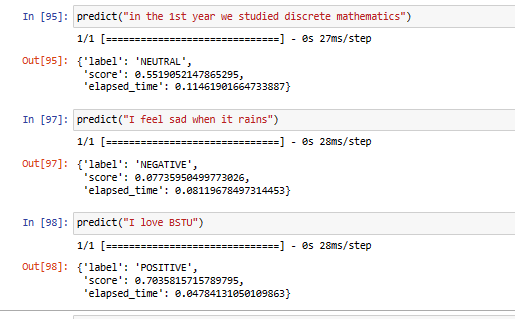 In [95]: predict("in the 1st year we studied discrete mathematics")
1/1 [==============================] - 0s 27ms/step
Out[95]: {'label': 'NEUTRAL',
'score': 0.5519052147865295,
'elapsed_time': 0.11461901664733887}
In [97]: predict("I feel sad when it rains")
1/1 [==============================] - 0s 28ms/step
Out[97]: {'label': 'NEGATIVE',
'score': 0.07735950499773026,
'elapsed_time': 0.08119678497314453}
In [98]: predict("I love BSTU")
1/1 [==============================] - 0s 28ms/step
Out[98]: {'label': 'POSITIVE',
'score': 0.7035815715789795,
'elapsed_time': 0.04784131050109863}